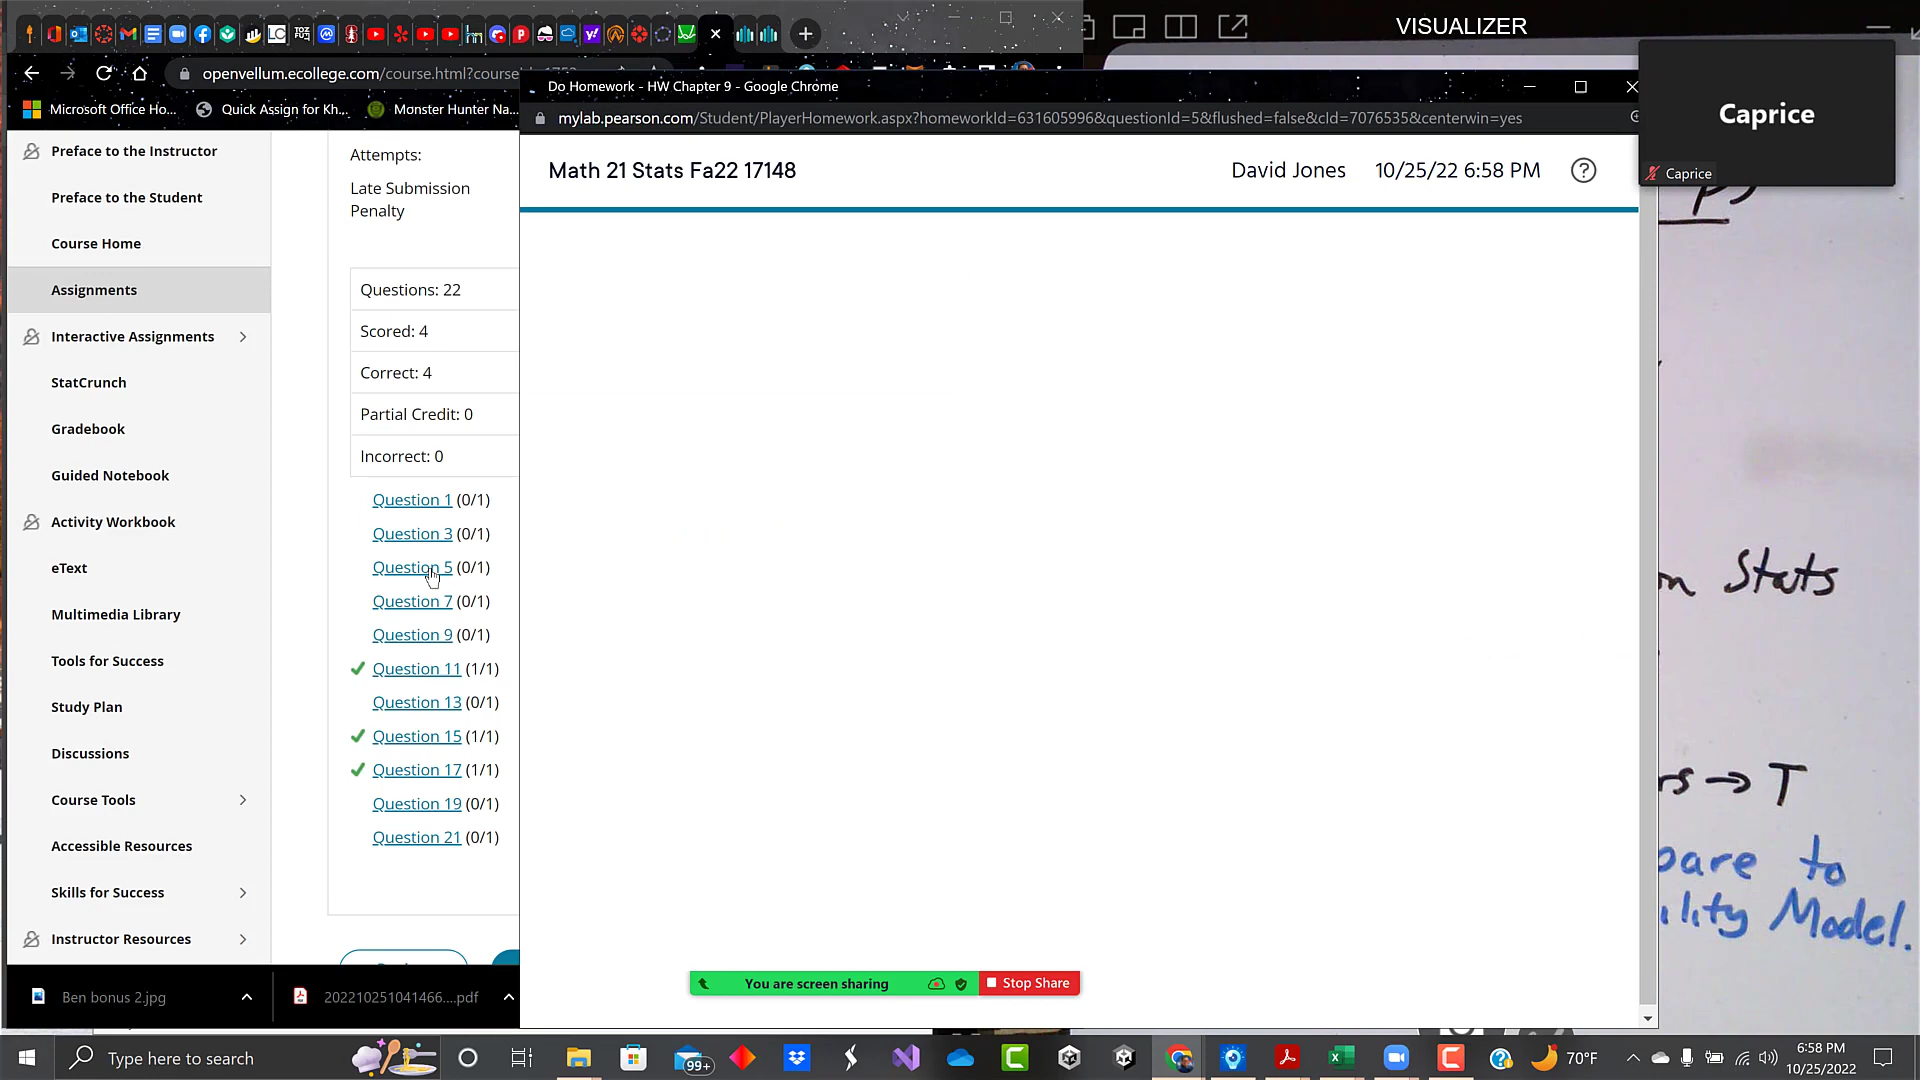 VISUALIZER
openvellum.ecollege.com/course.html?course
Microsoft Office Ho...
Quick Assign for Kh...
Monster Hunter Na...
Do Homework - HW Chapter 9 - Google Chrome
mylab.pearson.com/Student/PlayerHomework.aspx?homeworkId=631605996&questionId=5&flushed=false&cId=7076535&centerwin=yes
Caprice
Caprice
Math 21 Stats Fa22 17148
David Jones
10/25/22 6:58 PM
Preface to the Instructor
Preface to the Student
Course Home
Assignments
Interactive Assignments
StatCrunch
Gradebook
Guided Notebook
Activity Workbook
eText
Multimedia Library
Tools for Success
Study Plan
Discussions
Course Tools
Accessible Resources
Skills for Success
Instructor Resources
Attempts:
Late Submission
Penalty
Questions: 22
Scored: 4
Correct: 4
Partial Credit: 0
Incorrect: 0
Question 1 (0/1)
Question 3 (0/1)
Question 5 (0/1)
Question 7 (0/1)
Question 9 (0/1)
Question 11 (1/1)
Question 13 (0/1)
Question 15 (1/1)
Question 17 (1/1)
Question 19 (0/1)
Question 21 (0/1)
Stats
→ T
to
Model.
You are screen sharing
Stop Share
Ben bonus 2.jpg
202210251041466....pdf
Type here to search
99+
70°F
6:58 PM
10/25/2022